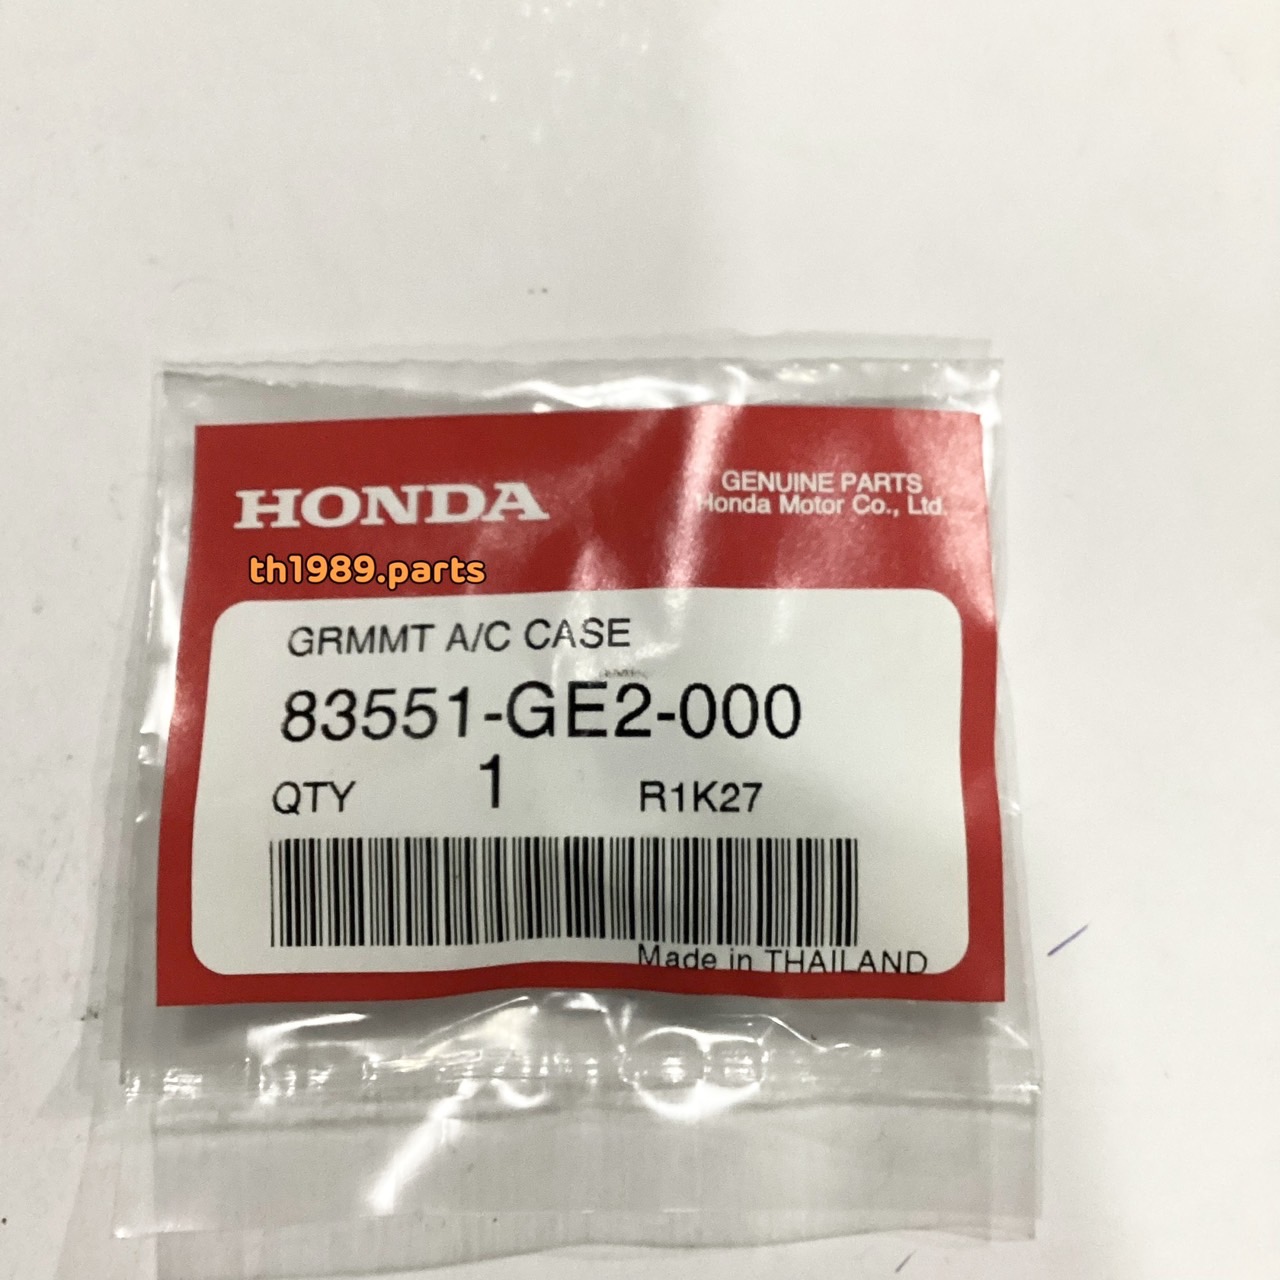 HONDA
GENUINE PARTS
Honda Motor Co., Ltd.
th1989.parts
GRMMT A/C CASE
83551-GE2-000
QTY 1 R1K27
Made in THAILAND